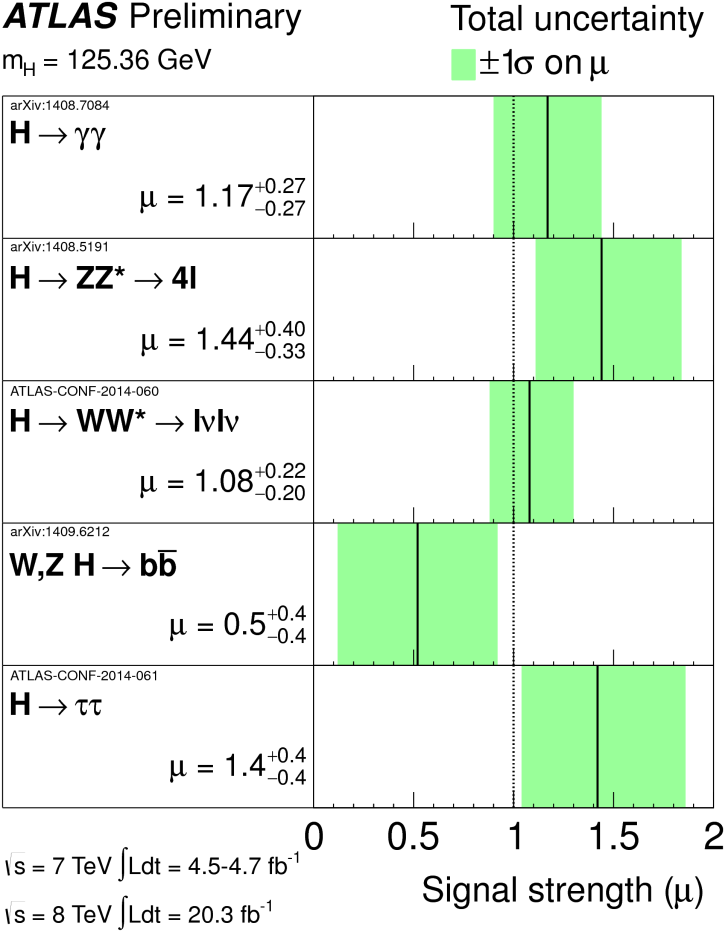 ATLAS Preliminary
m_H = 125.36 GeV
Total uncertainty
±1σ on μ
arXiv:1408.7084
H → γγ
μ = 1.17 +0.27 −0.27
arXiv:1408.5191
H → ZZ* → 4l
μ = 1.44 +0.40 −0.33
ATLAS-CONF-2014-060
H → WW* → lνlν
μ = 1.08 +0.22 −0.20
arXiv:1409.6212
W,Z H → bb̅
μ = 0.5 +0.4 −0.4
ATLAS-CONF-2014-061
H → ττ
μ = 1.4 +0.4 −0.4
0 0.5 1 1.5 2
√s = 7 TeV ∫Ldt = 4.5-4.7 fb⁻¹
Signal strength (μ)
√s = 8 TeV ∫Ldt = 20.3 fb⁻¹